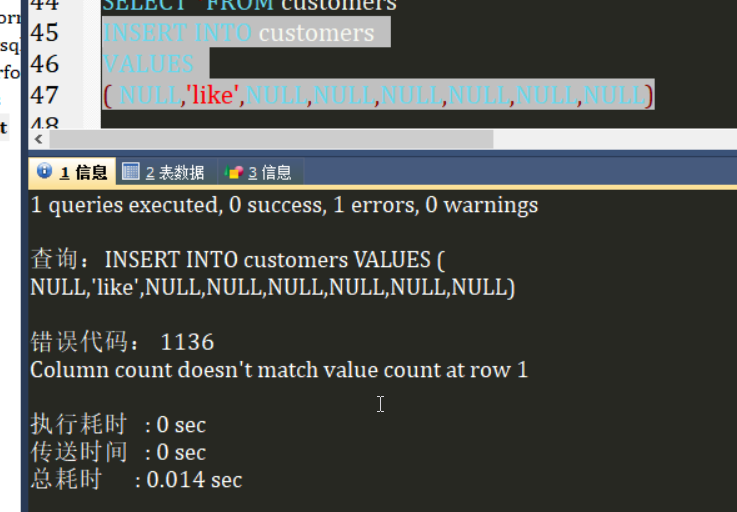 44 SELECT * FROM customers
45 INSERT INTO customers
46 VALUES
47 ( NULL,'like',NULL,NULL,NULL,NULL,NULL,NULL)
48
1 信息 2 表数据 3 信息
1 queries executed, 0 success, 1 errors, 0 warnings
查询：INSERT INTO customers VALUES (
NULL,'like',NULL,NULL,NULL,NULL,NULL,NULL)
错误代码： 1136
Column count doesn't match value count at row 1
执行耗时 : 0 sec
传送时间 : 0 sec
总耗时 : 0.014 sec